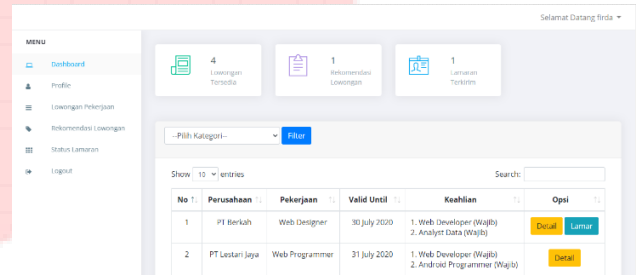 Selamat Datang firda
MENU
Dashboard
Profile
Lowongan Pekerjaan
Rekomendasi Lowongan
Status Lamaran
Logout
4
Lowongan
Tersedia
1
Rekomendasi
Lowongan
1
Lamaran
Terkirim
--Pilih Kategori--
Filter
Show 10 entries
Search:
No Perusahaan Pekerjaan Valid Until Keahlian Opsi
1 PT Berkah Web Designer 30 July 2020 1. Web Developer (Wajib) Detail Lamar
2. Analyst Data (Wajib)
2 PT Lestari Jaya Web Programmer 31 July 2020 1. Web Developer (Wajib) Detail
2. Android Programmer (Wajib)